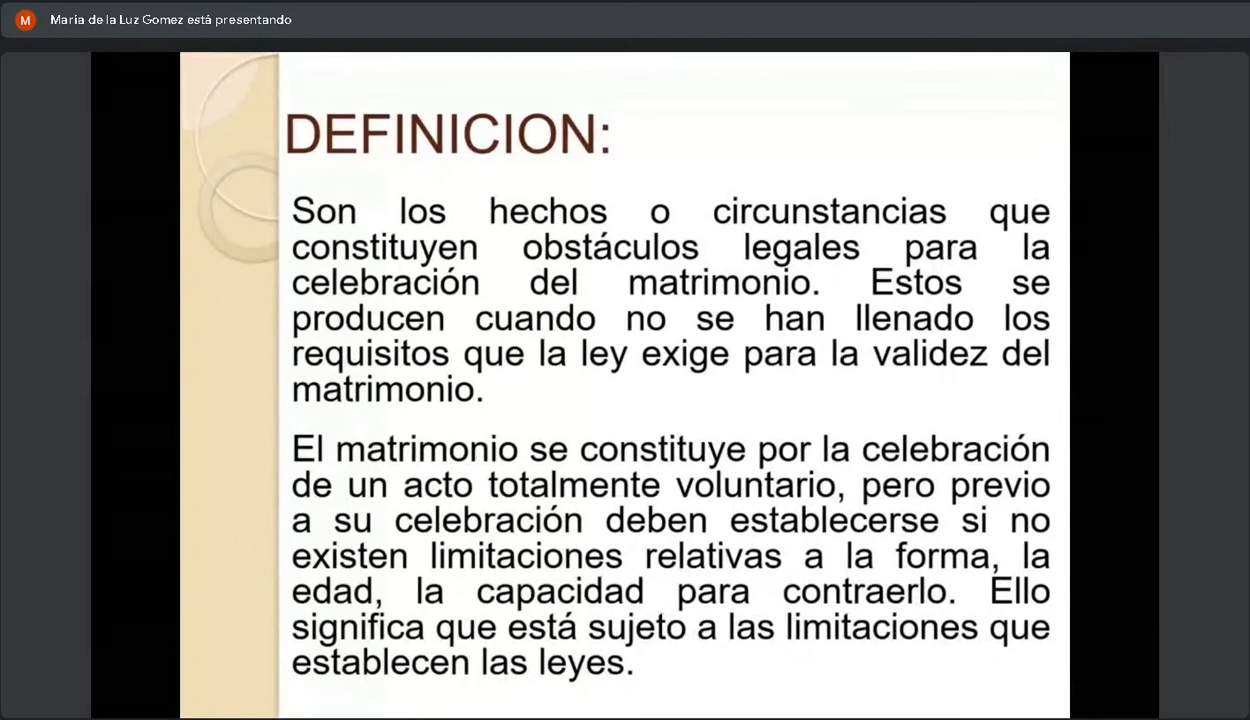 M
Maria de la Luz Gomez está presentando
DEFINICION:
Son los hechos o circunstancias que
constituyen obstáculos legales para la
celebración del matrimonio. Estos se
producen cuando no se han llenado los
requisitos que la ley exige para la validez del
matrimonio.
El matrimonio se constituye por la celebración
de un acto totalmente voluntario, pero previo
a su celebración deben establecerse si no
existen limitaciones relativas a la forma, la
edad, la capacidad para contraerlo. Ello
significa que está sujeto a las limitaciones que
establecen las leyes.